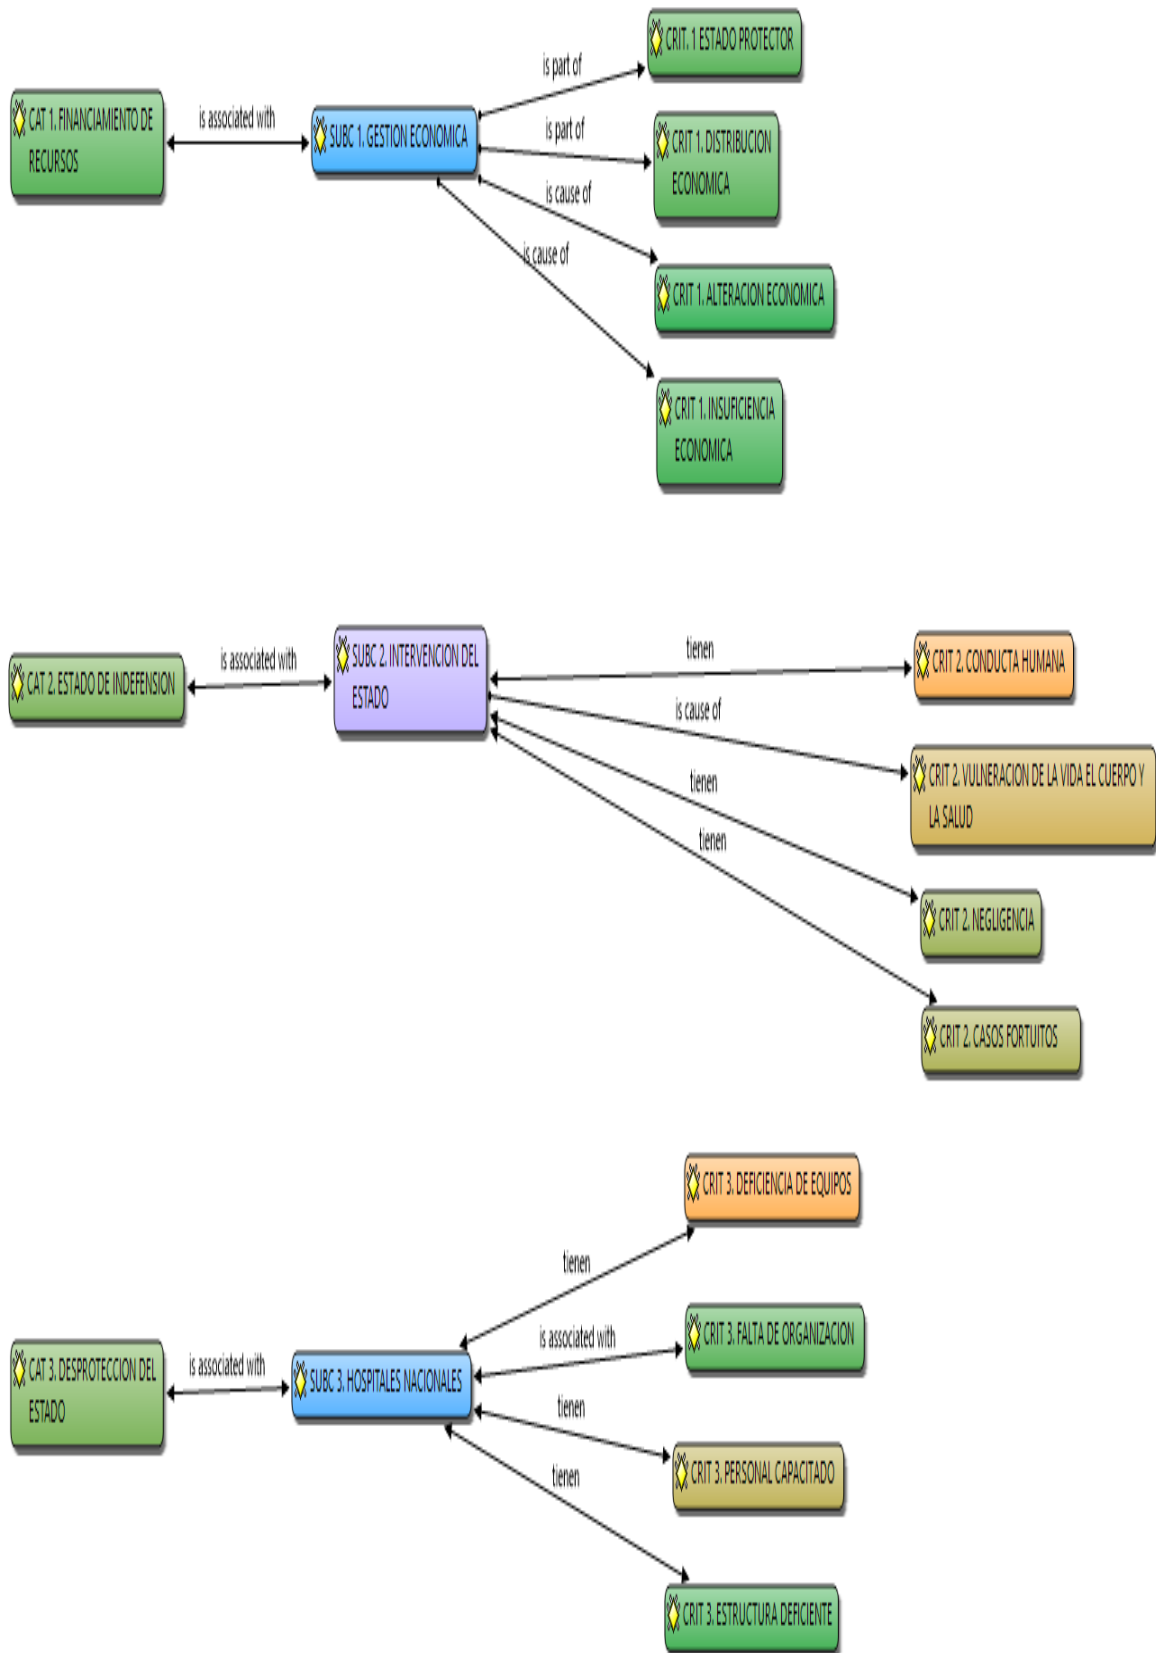 CRIT. 1 ESTADO PROTECTOR
is part of
CAT 1. FINANCIAMIENTO DE
RECURSOS
is associated with
SUBC 1. GESTION ECONOMICA
is part of
CRIT 1. DISTRIBUCION
ECONOMICA
is cause of
CRIT 1. ALTERACION ECONOMICA
is cause of
CRIT 1. INSUFICIENCIA
ECONOMICA
CAT 2. ESTADO DE INDEFENSION
is associated with
SUBC 2. INTERVENCION DEL
ESTADO
tienen
CRIT 2. CONDUCTA HUMANA
is cause of
CRIT 2. VULNERACION DE LA VIDA EL CUERPO Y
LA SALUD
tienen
CRIT 2. NEGLIGENCIA
tienen
CRIT 2. CASOS FORTUITOS
CRIT 3. DEFICIENCIA DE EQUIPOS
tienen
CAT 3. DESPROTECCION DEL
ESTADO
is associated with
SUBC 3. HOSPITALES NACIONALES
is associated with
CRIT 3. FALTA DE ORGANIZACION
tienen
CRIT 3. PERSONAL CAPACITADO
tienen
CRIT 3. ESTRUCTURA DEFICIENTE